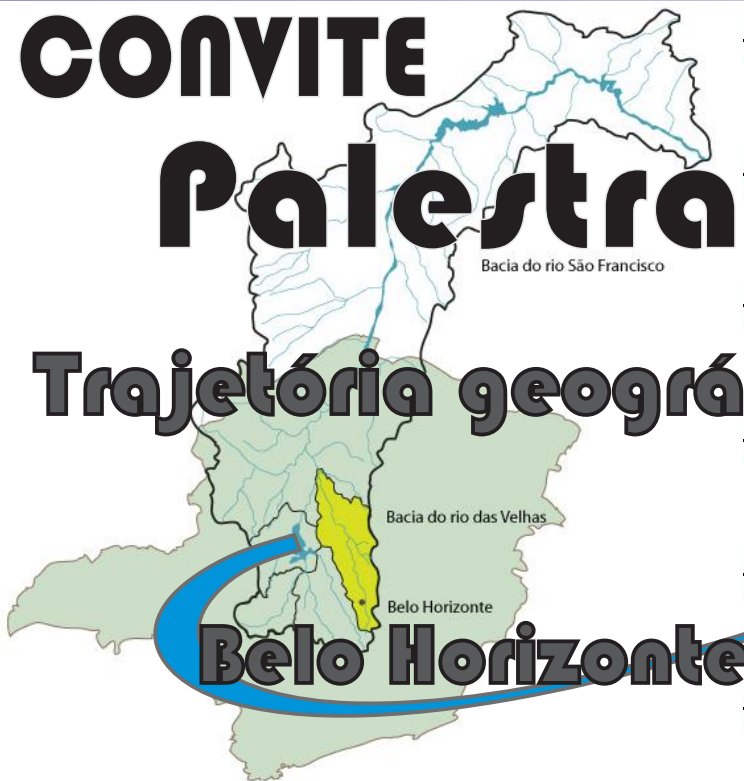 CONVITE
Palestra
Bacia do rio São Francisco
Trajetória geográ
Bacia do rio das Velhas
Belo Horizonte
Belo Horizonte